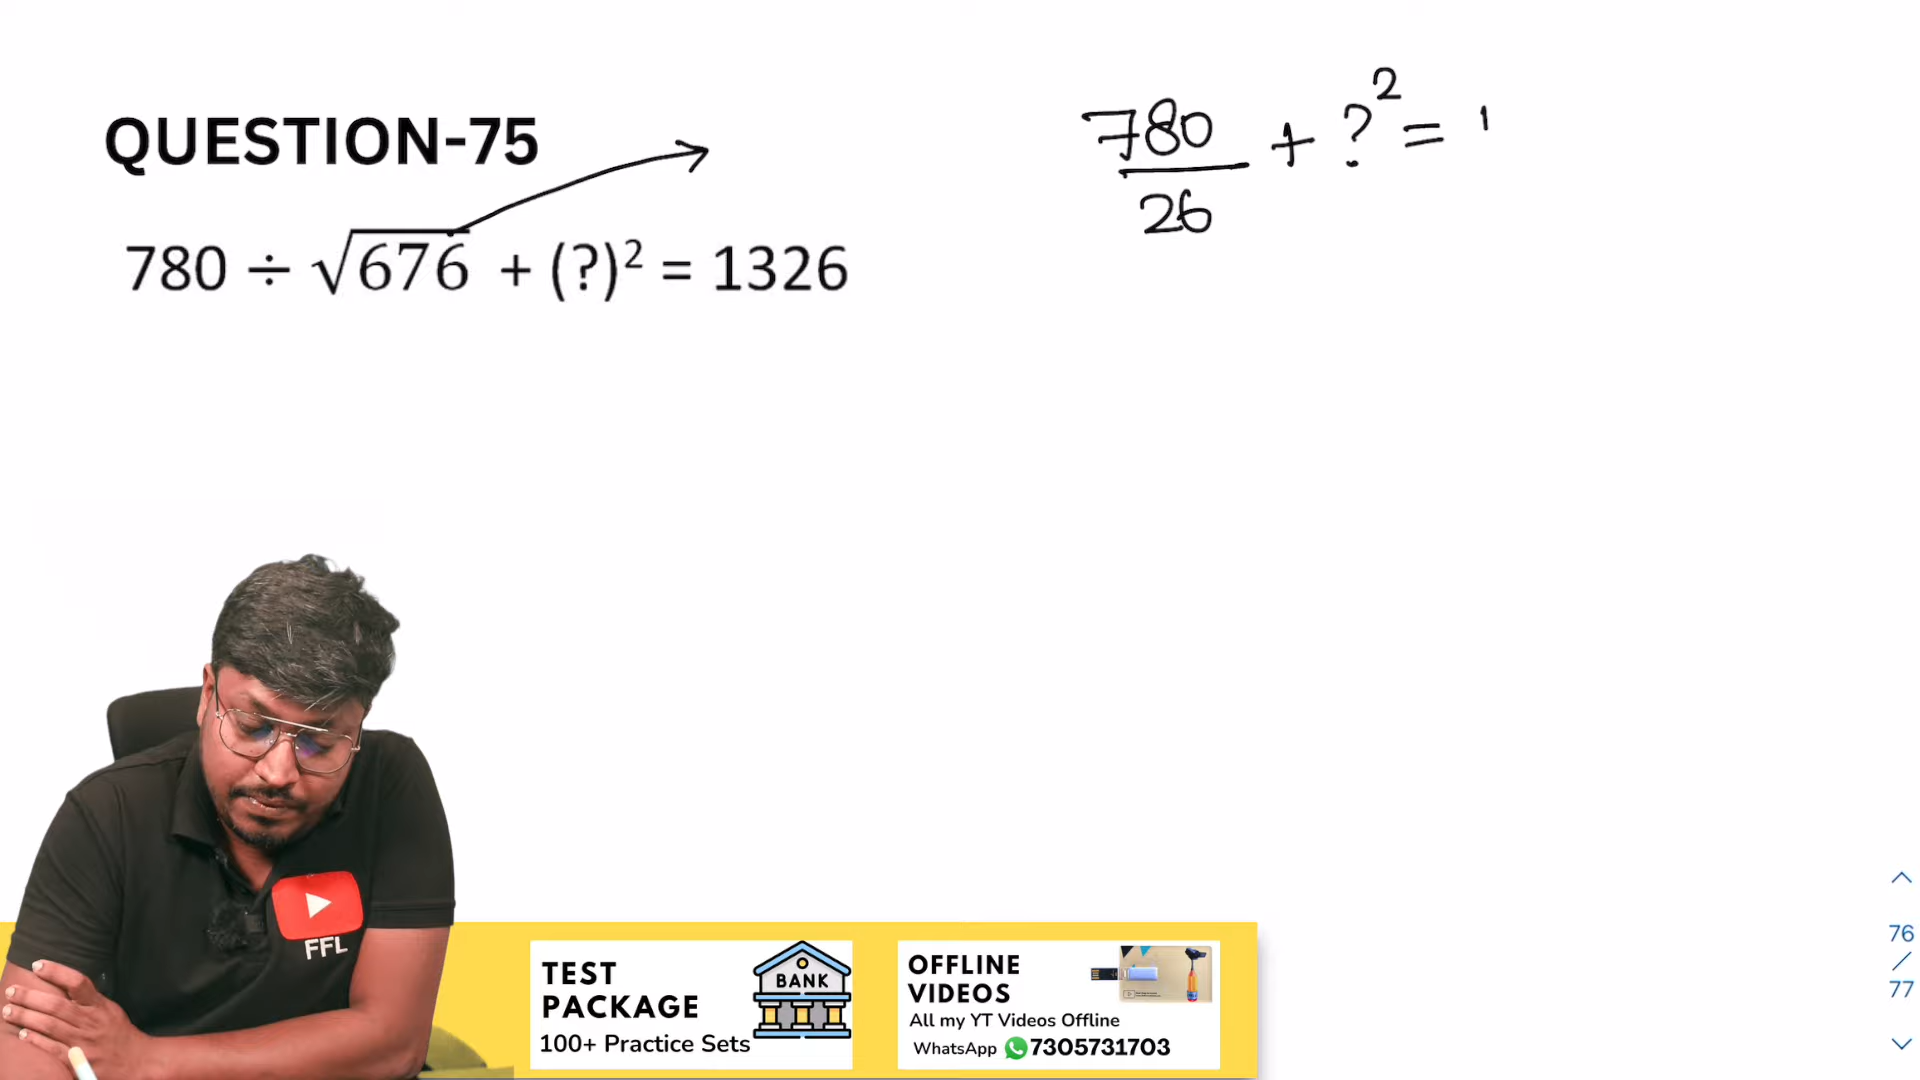 QUESTION-75
780 ÷ √676 + (?)² = 1326
780/26 + ?² = 1
FFL
TEST
PACKAGE
100+ Practice Sets
BANK
OFFLINE
VIDEOS
All my YT Videos Offline
WhatsApp 7305731703
76
/
77